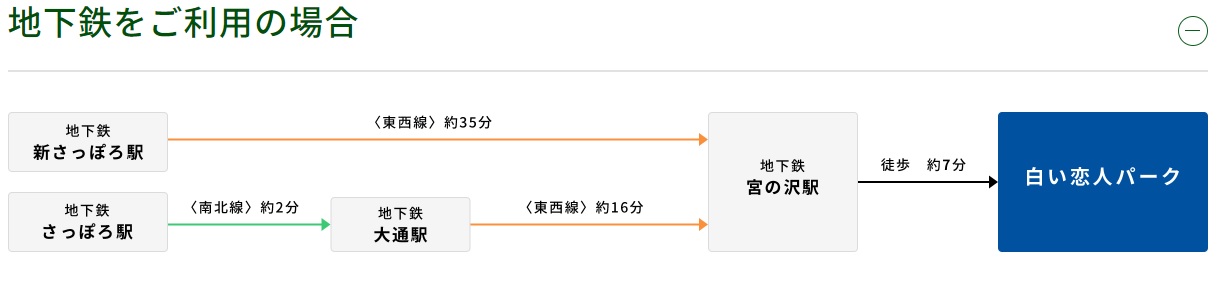 地下鉄をご利用の場合
地下鉄
新さっぽろ駅
〈東西線〉約35分
地下鉄
さっぽろ駅
〈南北線〉約2分
地下鉄
大通駅
〈東西線〉約16分
地下鉄
宮の沢駅
徒歩　約7分
白い恋人パーク